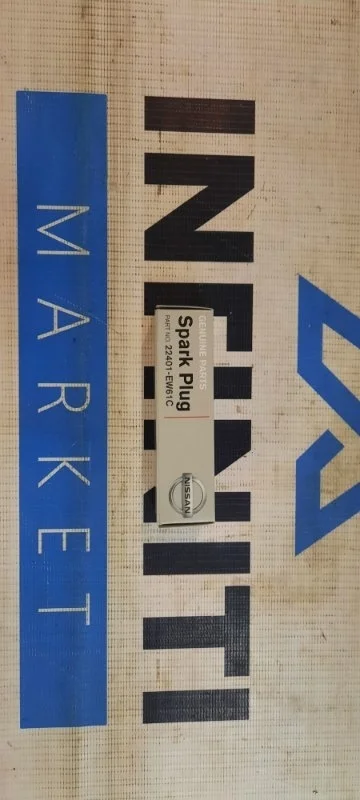 INFINITI
MARKET
GENUINE PARTS
Spark Plug
PART NO. 22401-EW61C
NISSAN